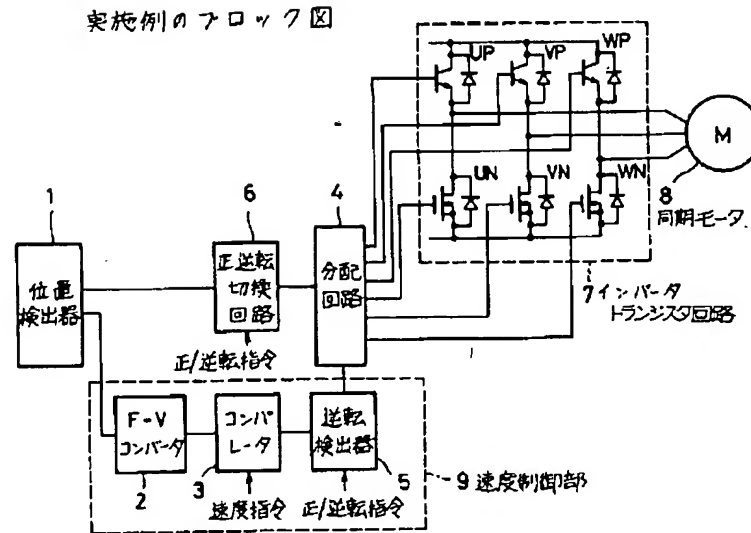 実施例のブロック図
UP
VP
WP
UN
VN
WN
M
8
同期モータ
7 インバータ
トランジスタ回路
1
位置
検出器
6
正逆転
切換
回路
正/逆転指令
4
分配
回路
F-V
コンバータ
2
コンパ
レータ
3
速度指令
逆転
検出器
5
正/逆転指令
9 速度制御部